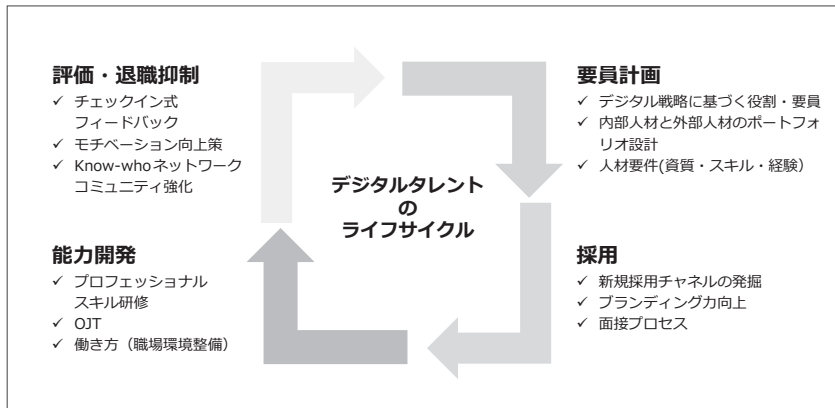 評価・退職抑制
✓ チェックイン式
フィードバック
✓ モチベーション向上策
✓ Know-whoネットワーク
コミュニティ強化
要員計画
✓ デジタル戦略に基づく役割・要員
✓ 内部人材と外部人材のポートフォ
リオ設計
✓ 人材要件(資質・スキル・経験）
デジタルタレント
の
ライフサイクル
能力開発
✓ プロフェッショナル
スキル研修
✓ OJT
✓ 働き方（職場環境整備）
採用
✓ 新規採用チャネルの発掘
✓ ブランディング力向上
✓ 面接プロセス